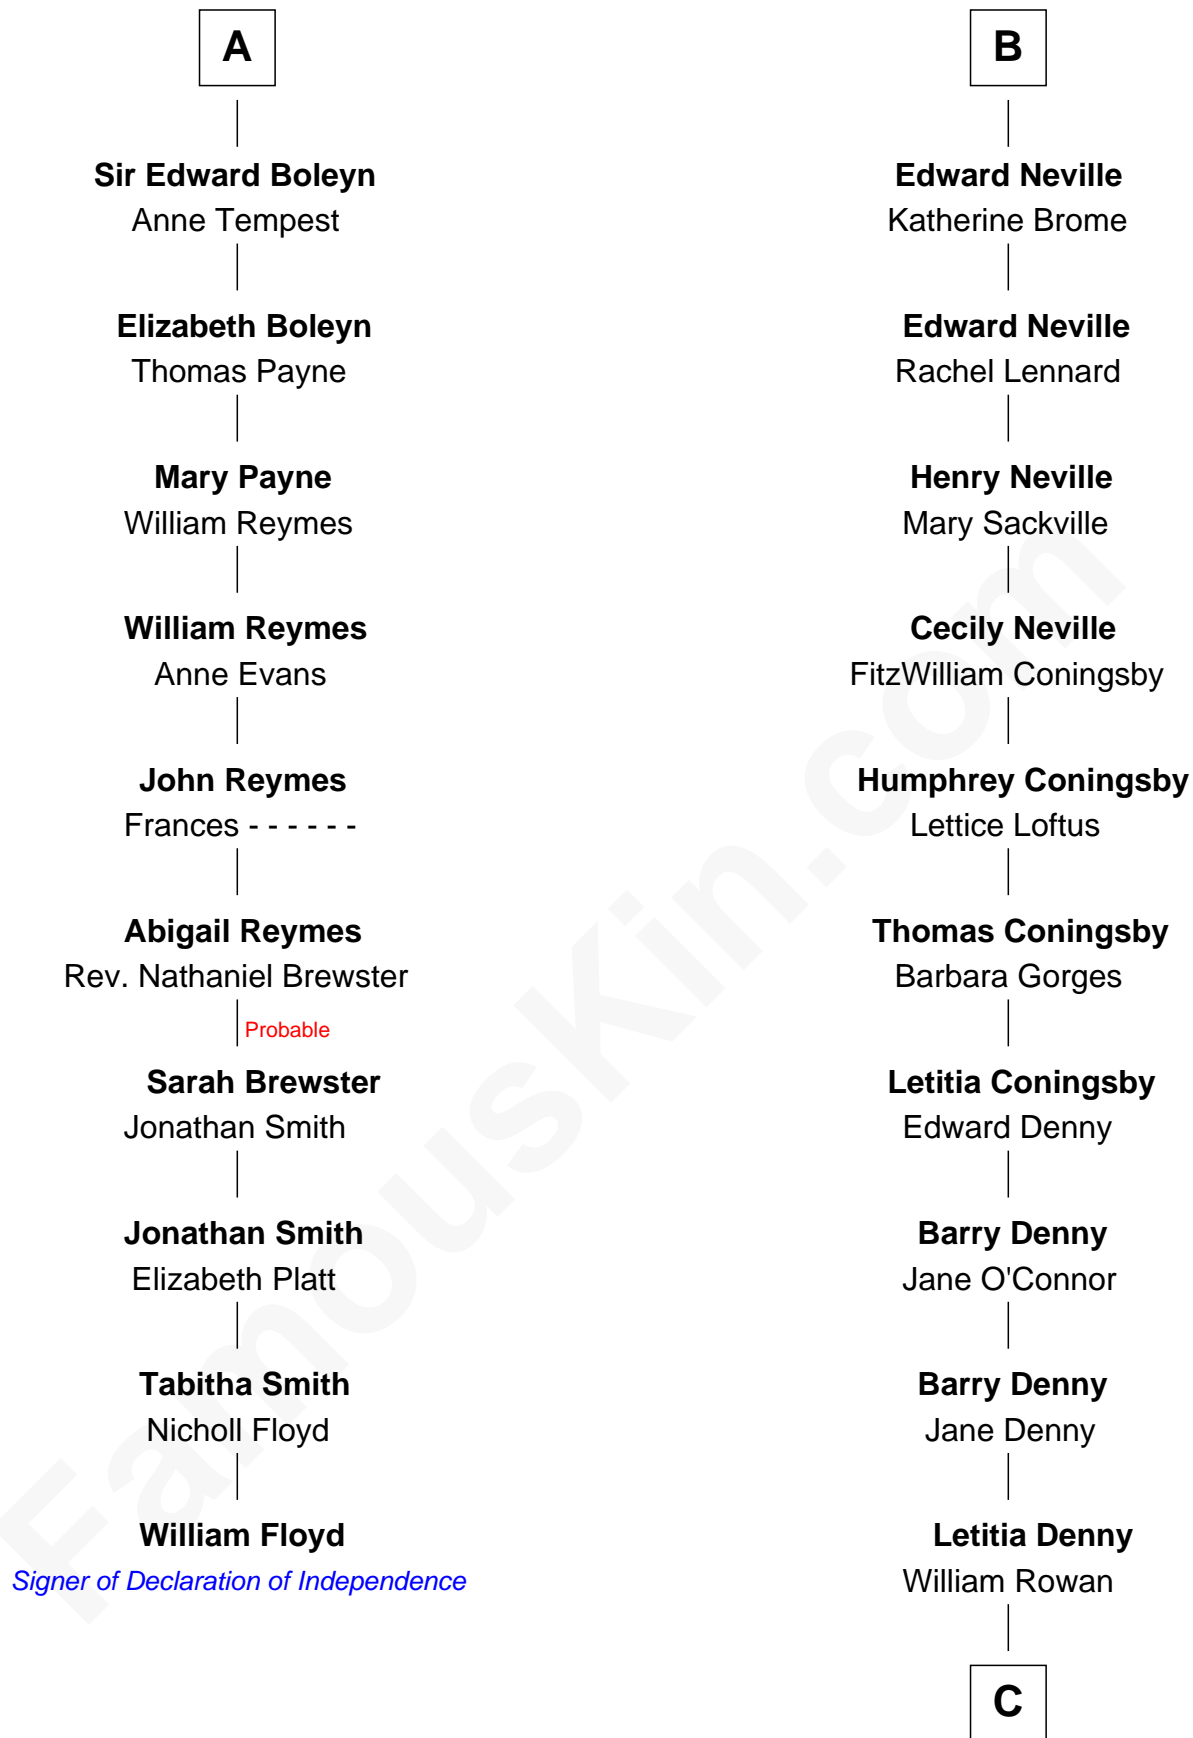 A
Sir Edward Boleyn
Anne Tempest
Elizabeth Boleyn
Thomas Payne
Mary Payne
William Reymes
William Reymes
Anne Evans
John Reymes
Frances - - - - - -
Abigail Reymes
Rev. Nathaniel Brewster
Probable
Sarah Brewster
Jonathan Smith
Jonathan Smith
Elizabeth Platt
Tabitha Smith
Nicholl Floyd
William Floyd
Signer of Declaration of Independence
B
Edward Neville
Katherine Brome
Edward Neville
Rachel Lennard
Henry Neville
Mary Sackville
Cecily Neville
FitzWilliam Coningsby
Humphrey Coningsby
Lettice Loftus
Thomas Coningsby
Barbara Gorges
Letitia Coningsby
Edward Denny
Barry Denny
Jane O'Connor
Barry Denny
Jane Denny
Letitia Denny
William Rowan
C
FamousKin.com